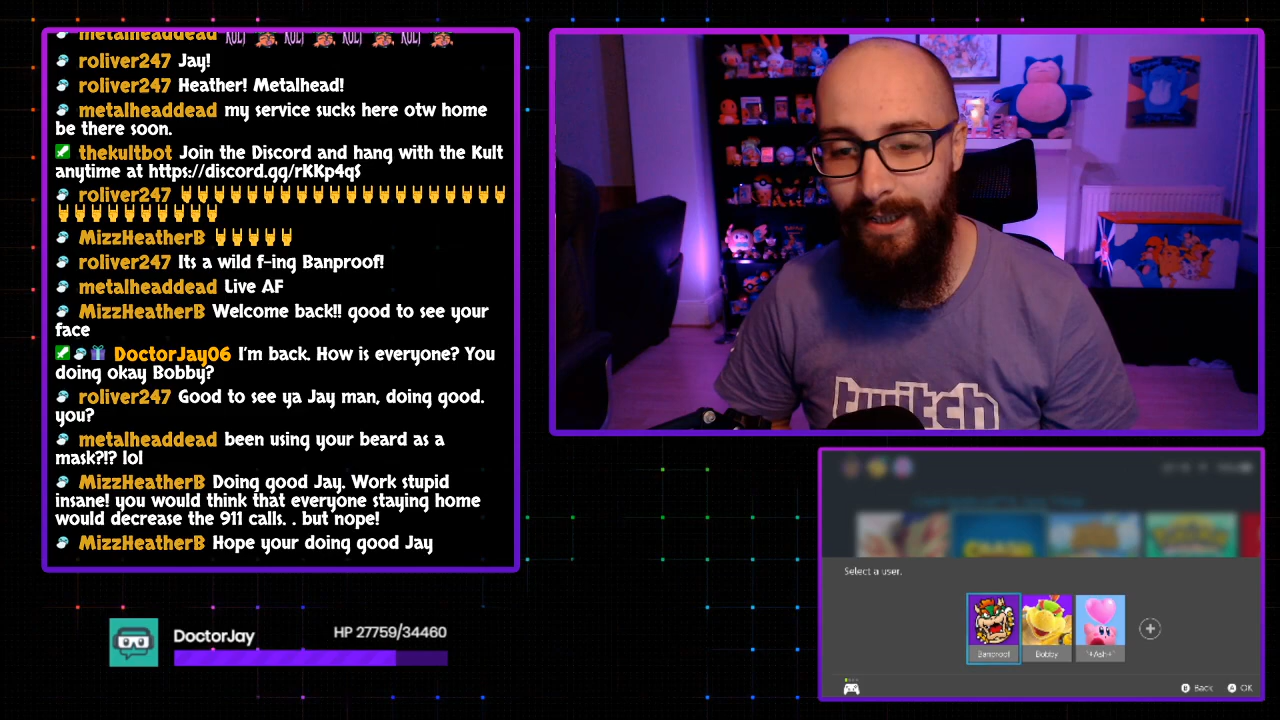 metalheaddead KULT KULT KULT KULT
roliver247 Jay!
roliver247 Heather! Metalhead!
metalheaddead my service sucks here otw home
be there soon.
thekultbot Join the Discord and hang with the Kult
anytime at https://discord.gg/rKKp4qS
roliver247 🤘🤘🤘🤘🤘🤘🤘🤘🤘🤘🤘🤘🤘🤘🤘🤘🤘🤘🤘🤘
🤘🤘🤘🤘🤘🤘🤘🤘🤘🤘
MizzHeatherB 🤘🤘🤘🤘🤘
roliver247 Its a wild f-ing Banproof!
metalheaddead Live AF
MizzHeatherB Welcome back!! good to see your
face
DoctorJay06 I'm back. How is everyone? You
doing okay Bobby?
roliver247 Good to see ya Jay man, doing good.
you?
metalheaddead been using your beard as a
mask?!? lol
MizzHeatherB Doing good Jay. Work stupid
insane! you would think that everyone staying home
would decrease the 911 calls. . but nope!
MizzHeatherB Hope your doing good Jay
DoctorJay HP 27759/34460
twitch
Select a user.
Banproof Bobby *+Ash+*
B Back A OK